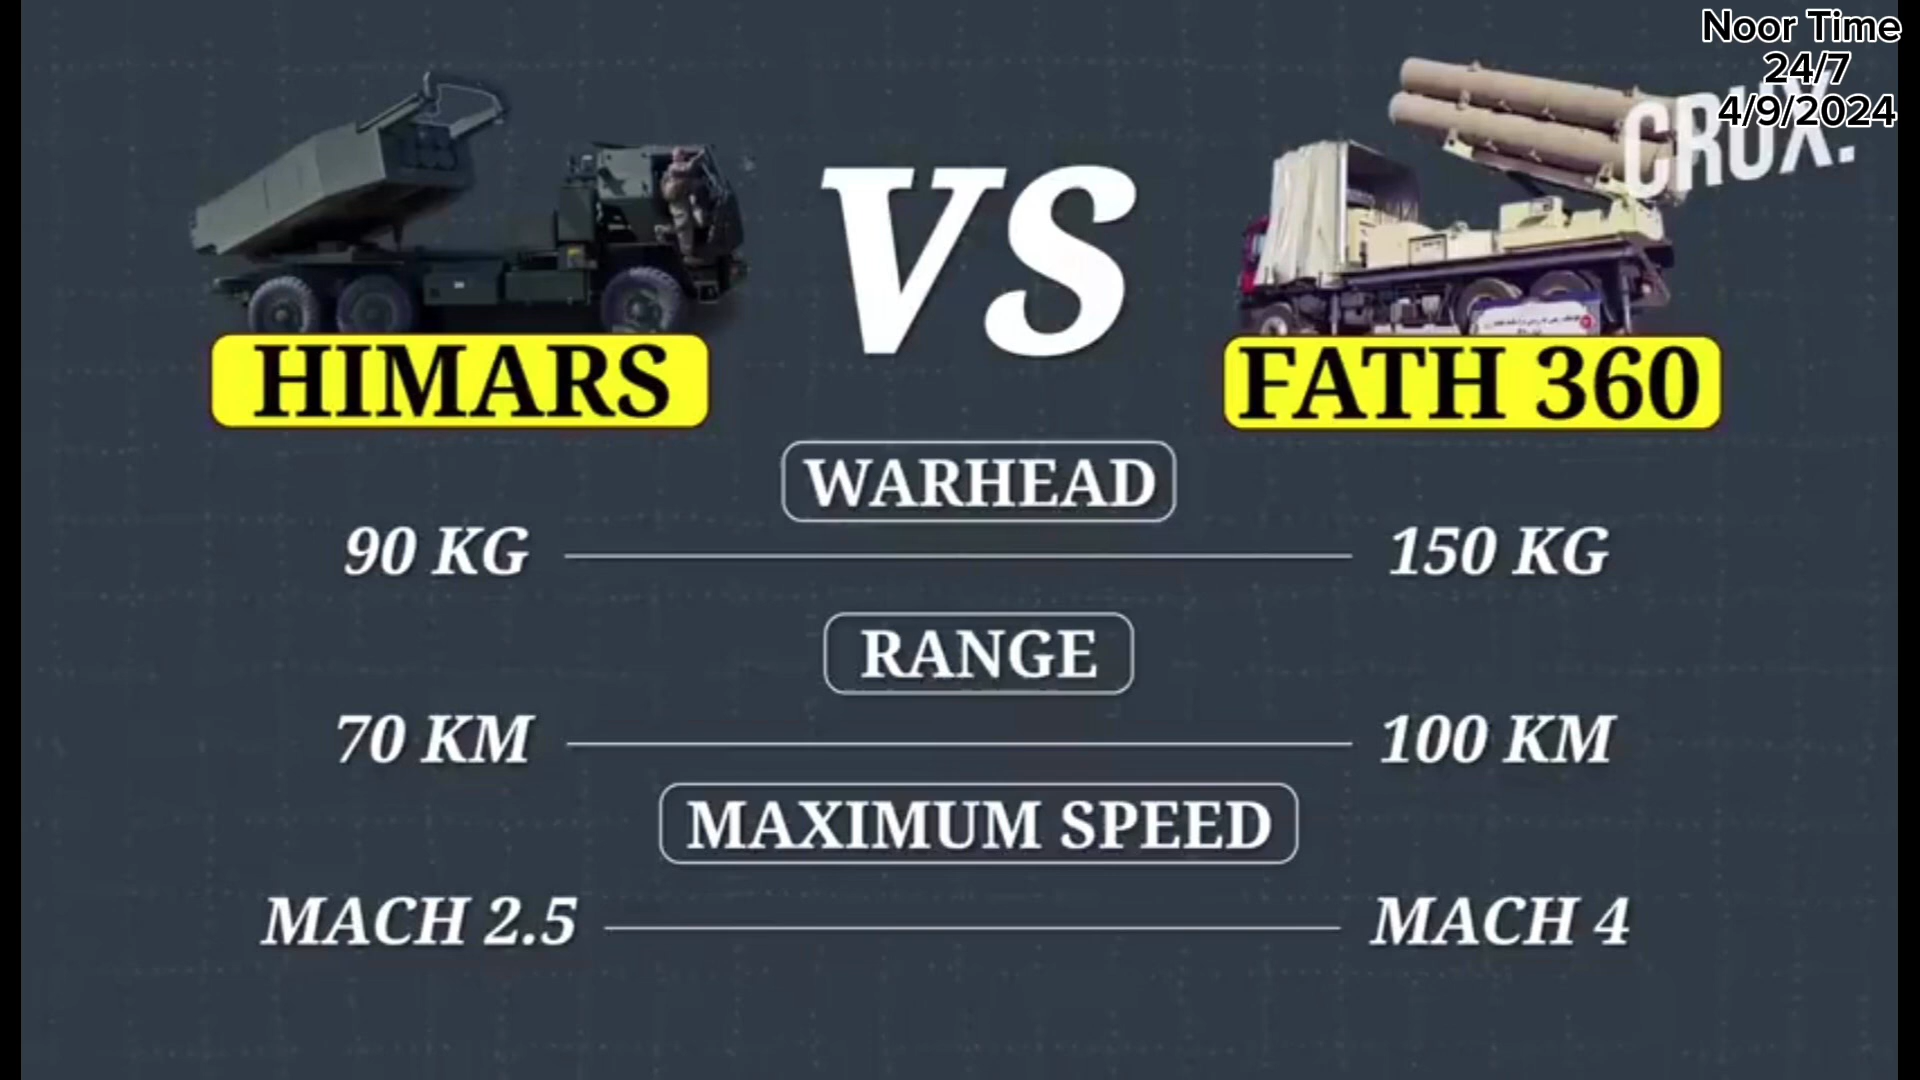 Noor Time
24/7
4/9/2024
CRUX.
VS
HIMARS
FATH 360
WARHEAD
90 KG
150 KG
RANGE
70 KM
100 KM
MAXIMUM SPEED
MACH 2.5
MACH 4